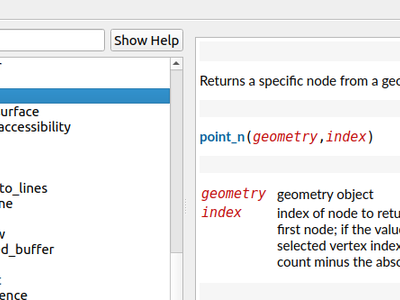 Show Help
urface
accessibility
to_lines
ne
w
d_buffer
t
ence
Returns a specific node from a geo
point_n(geometry,index)
geometry geometry object
index index of node to retu
first node; if the valu
selected vertex index
count minus the abso